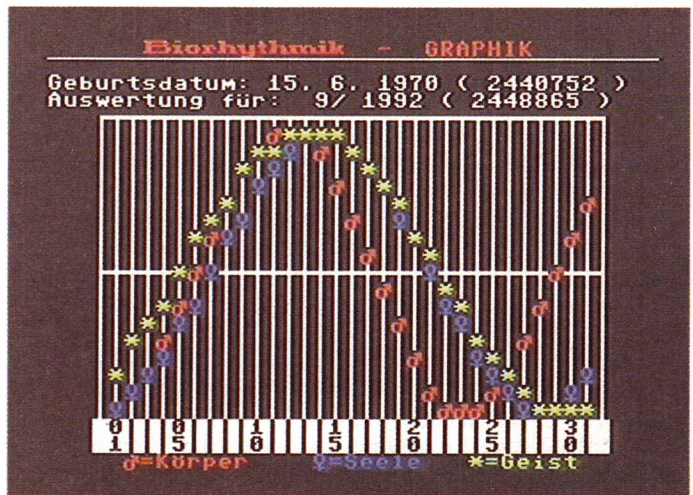 Biorhythmik - GRAPHIK
Geburtsdatum: 15. 6. 1970 ( 2440752 )
Auswertung für: 9/ 1992 ( 2448865 )
01 05 10 15 20 25 30
♂=Körper ♀=Seele *=Geist